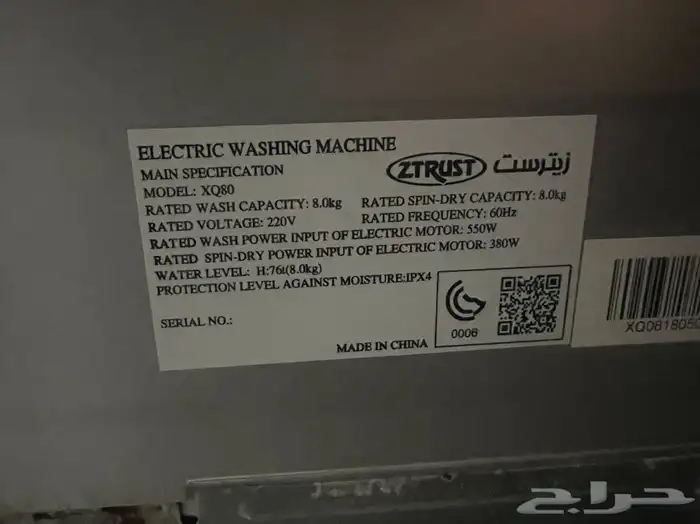 ELECTRIC WASHING MACHINE
MAIN SPECIFICATION
ZTRUST زيترست
MODEL: XQ80
RATED WASH CAPACITY: 8.0kg RATED SPIN-DRY CAPACITY: 8.0kg
RATED VOLTAGE: 220V RATED FREQUENCY: 60Hz
RATED WASH POWER INPUT OF ELECTRIC MOTOR: 550W
RATED SPIN-DRY POWER INPUT OF ELECTRIC MOTOR: 380W
WATER LEVEL: H:76ℓ(8.0kg)
PROTECTION LEVEL AGAINST MOISTURE:IPX4
SERIAL NO.:
0006
MADE IN CHINA
حراج